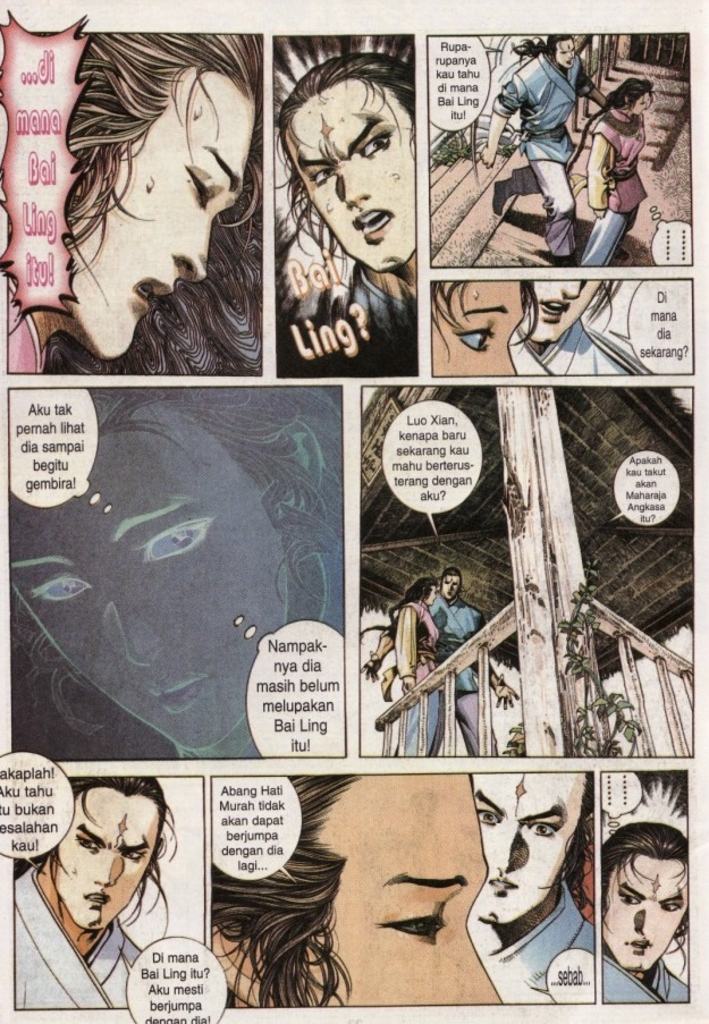 ...di
mana
Bai
Ling
itu!
Bai
Ling?
Rupa-
rupanya
kau tahu
di mana
Bai Ling
itu!
Di
mana
dia
sekarang?
Aku tak
pernah lihat
dia sampai
begitu
gembira!
Nampak-
nya dia
masih belum
melupakan
Bai Ling
itu!
Luo Xian,
kenapa baru
sekarang kau
mahu berterus-
terang dengan
aku?
Apakah
kau takut
akan
Maharaja
Angkasa
itu?
akaplah!
Aku tahu
tu bukan
esalahan
kau!
Di mana
Bai Ling itu?
Aku mesti
berjumpa
dengan dia!
Abang Hati
Murah tidak
akan dapat
berjumpa
dengan dia
lagi...
...sebab...